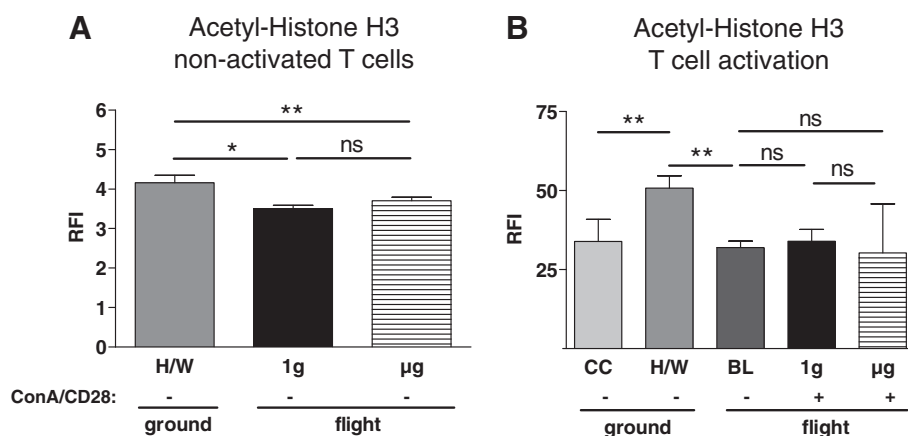 A
Acetyl-Histone H3
non-activated T cells
6
5
4
3
2
1
0
RFI
**
*
ns
H/W
1g
µg
ConA/CD28:
-
-
-
ground
flight
B
Acetyl-Histone H3
T cell activation
75
50
25
RFI
**
**
ns
ns
ns
CC
H/W
BL
1g
µg
-
-
-
+
+
ground
flight